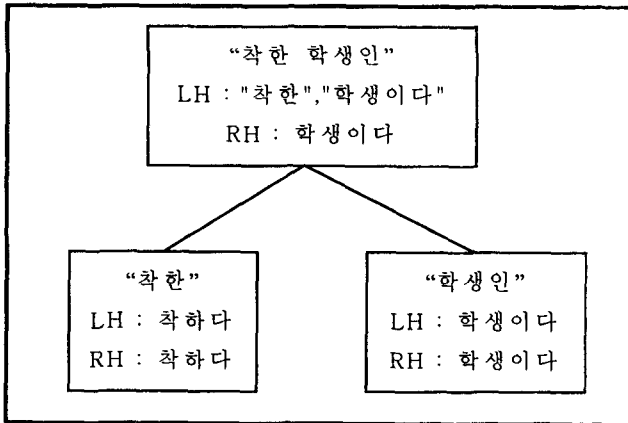 “착한 학생인”
LH : "착한","학생이다"
RH : 학생이다
“착한”
LH : 착하다
RH : 착하다
“학생인”
LH : 학생이다
RH : 학생이다